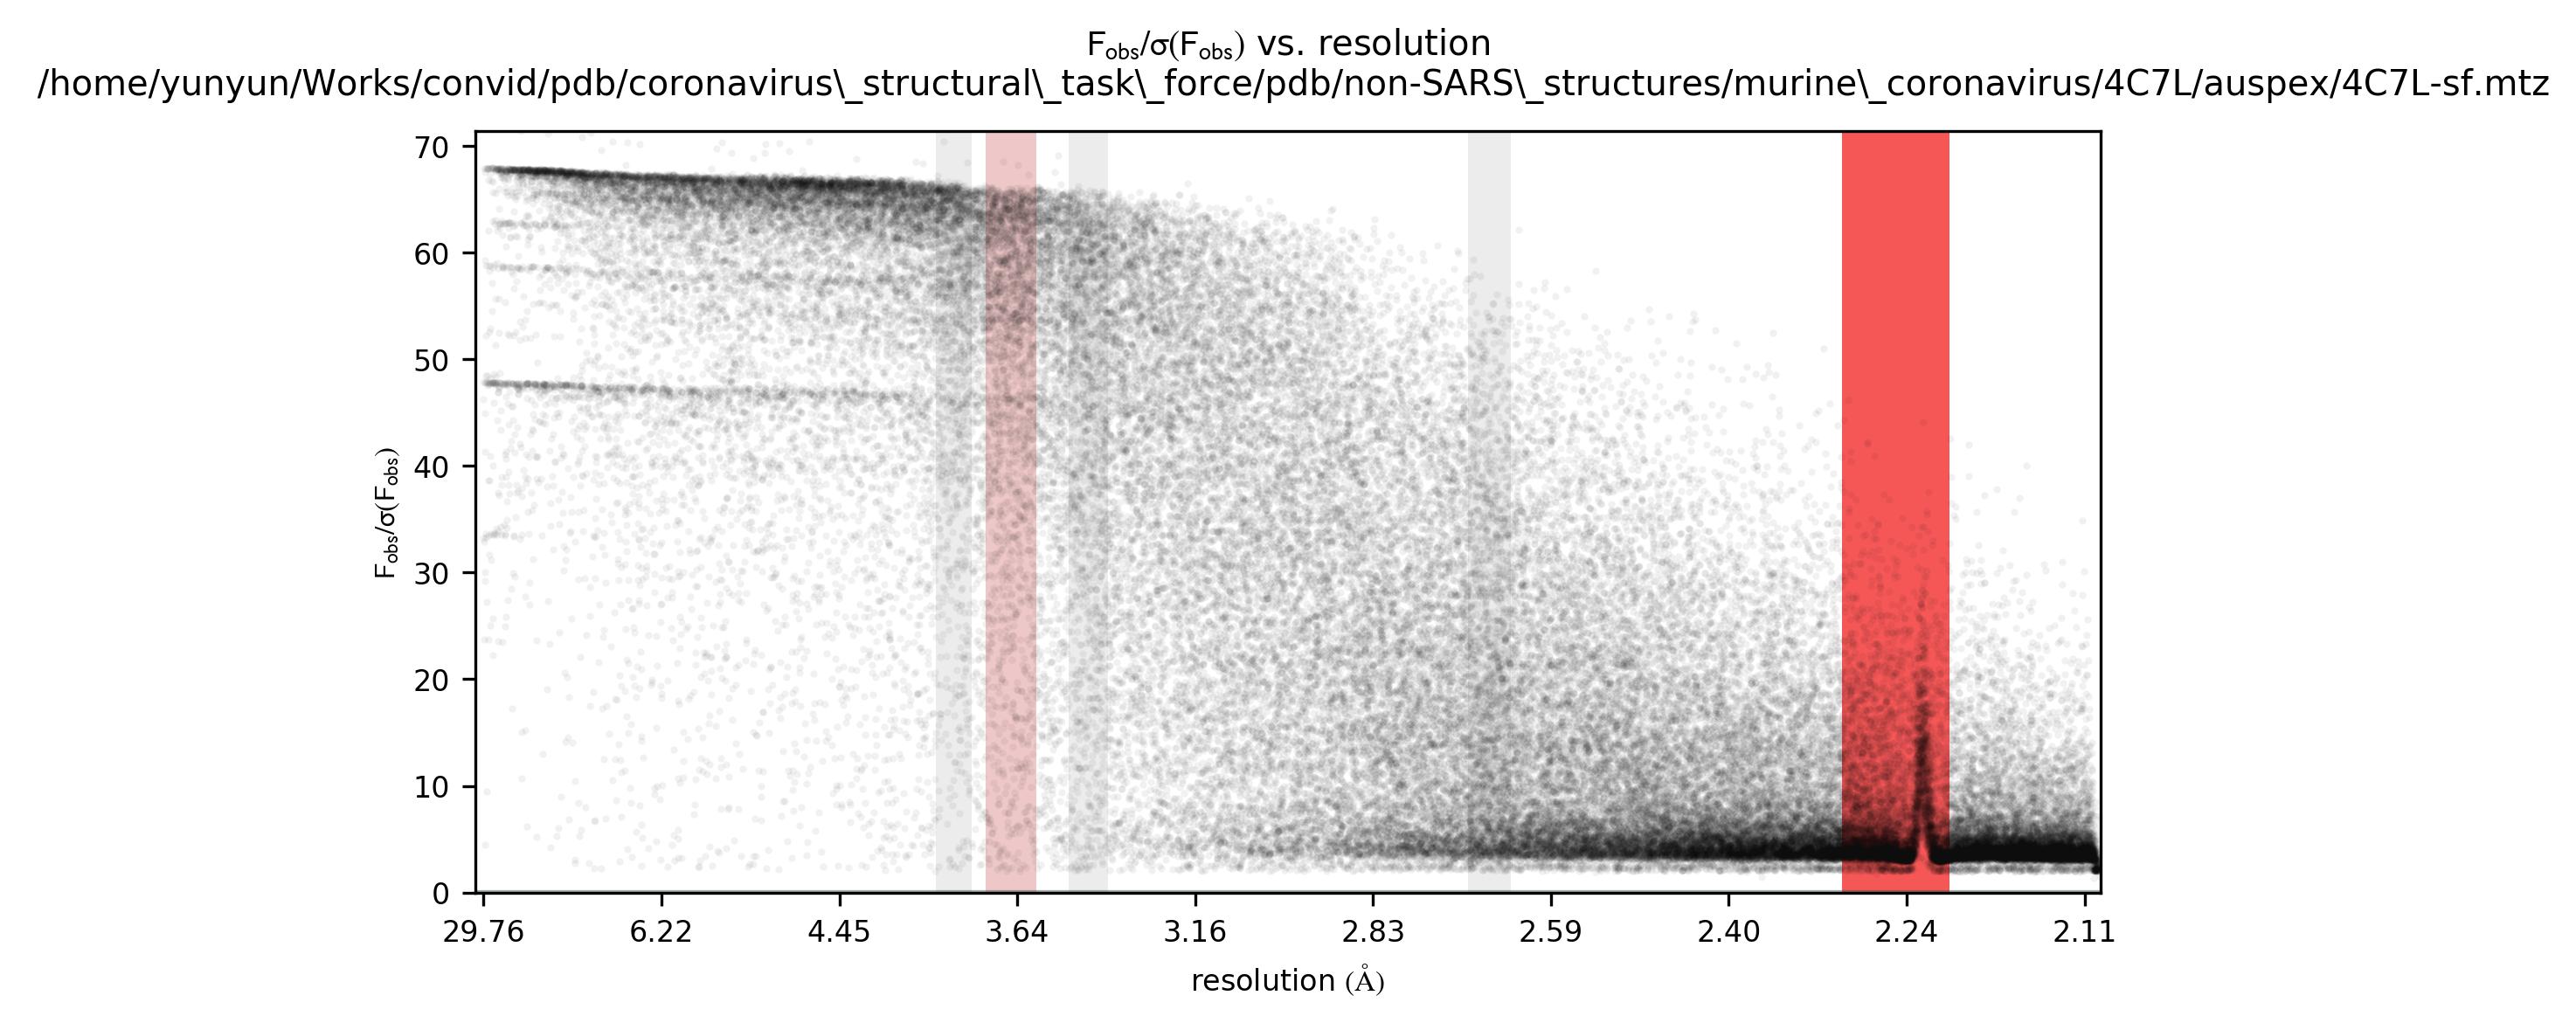 Fobs/σ(Fobs) vs. resolution
/home/yunyun/Works/convid/pdb/coronavirus\_structural\_task\_force/pdb/non-SARS\_structures/murine\_coronavirus/4C7L/auspex/4C7L-sf.mtz
Fobs/σ(Fobs)
70
60
50
40
30
20
10
0
29.76 6.22 4.45 3.64 3.16 2.83 2.59 2.40 2.24 2.11
resolution (Å)